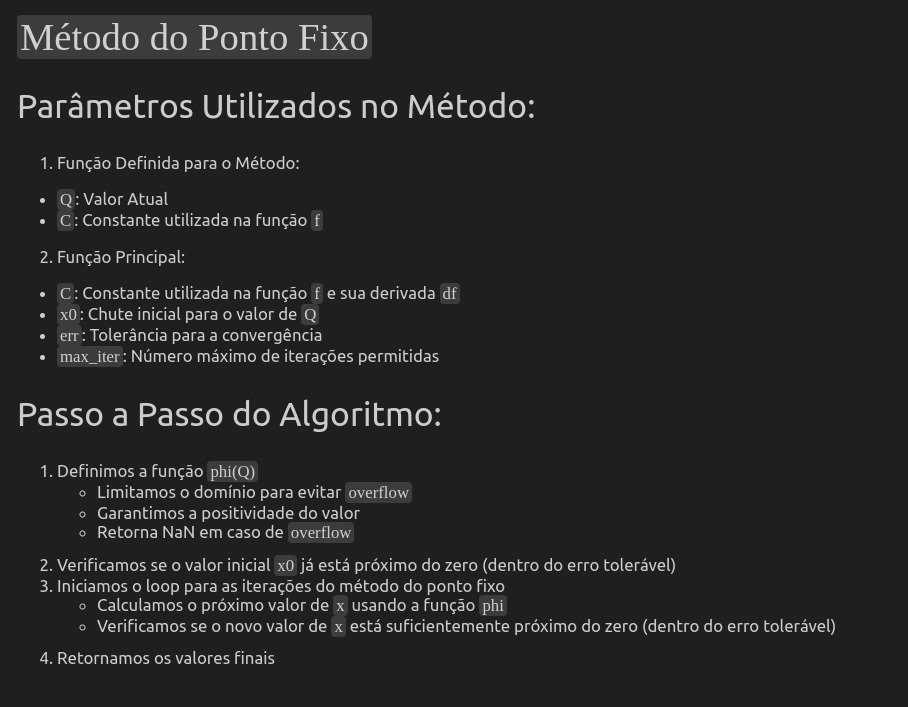 Método do Ponto Fixo
Parâmetros Utilizados no Método:
1. Função Definida para o Método:
• Q: Valor Atual
• C: Constante utilizada na função f
2. Função Principal:
• C: Constante utilizada na função f e sua derivada df
• x0: Chute inicial para o valor de Q
• err: Tolerância para a convergência
• max_iter: Número máximo de iterações permitidas
Passo a Passo do Algoritmo:
1. Definimos a função phi(Q)
◦ Limitamos o domínio para evitar overflow
◦ Garantimos a positividade do valor
◦ Retorna NaN em caso de overflow
2. Verificamos se o valor inicial x0 já está próximo do zero (dentro do erro tolerável)
3. Iniciamos o loop para as iterações do método do ponto fixo
◦ Calculamos o próximo valor de x usando a função phi
◦ Verificamos se o novo valor de x está suficientemente próximo do zero (dentro do erro tolerável)
4. Retornamos os valores finais